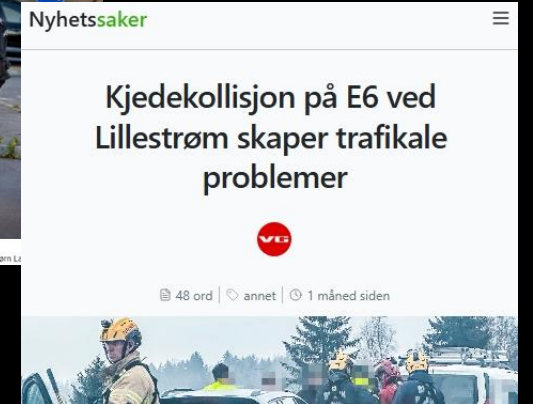 Nyhetssaker
Kjedekollisjon på E6 ved
Lillestrøm skaper trafikale
problemer
VG
48 ord | annet | 1 måned siden